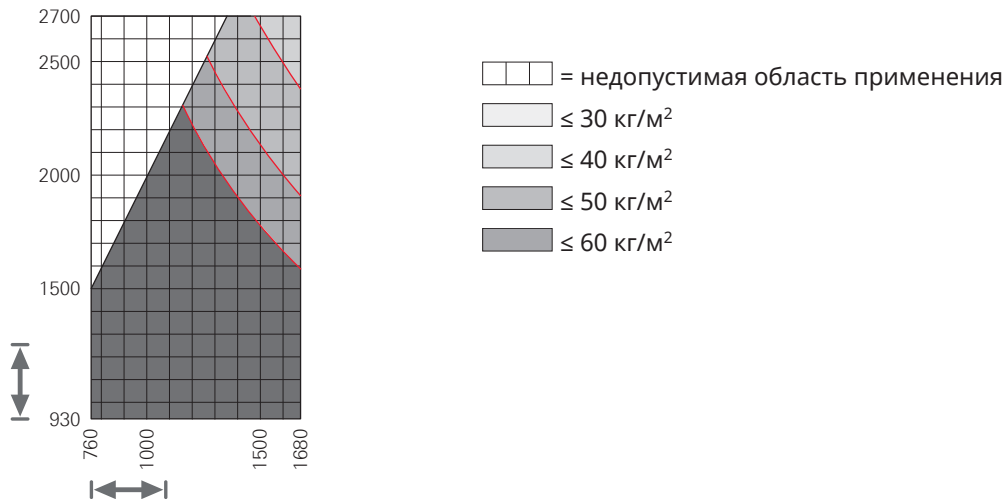 2700
2500
2000
1500
930
760
1000
1500
1680
= недопустимая область применения
≤ 30 кг/м²
≤ 40 кг/м²
≤ 50 кг/м²
≤ 60 кг/м²